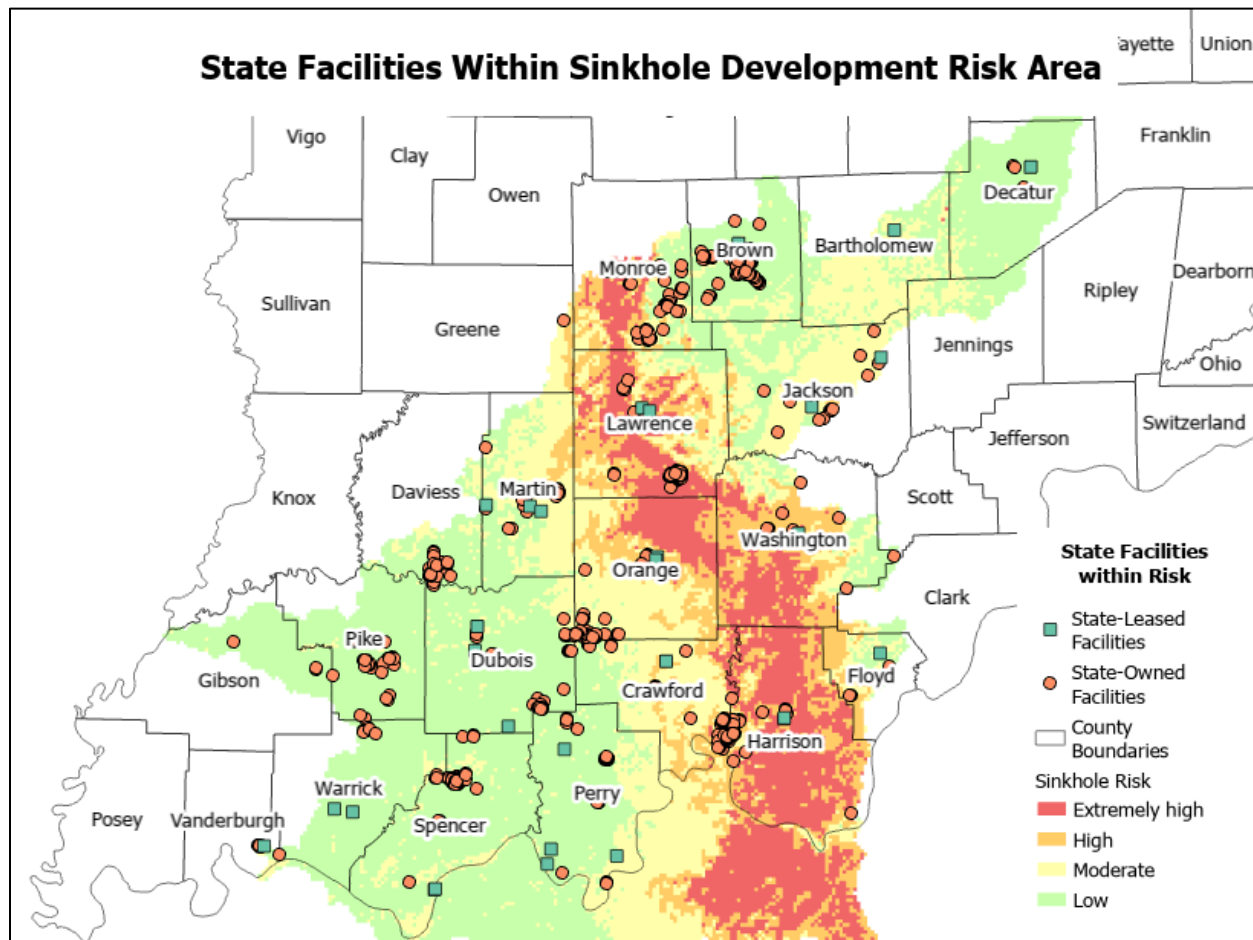 State Facilities Within Sinkhole Development Risk Area
ayette
Union
Vigo
Clay
Franklin
Owen
Decatur
Brown
Bartholomew
Monroe
Dearborn
Sullivan
Ripley
Greene
Jennings
Ohio
Jackson
Lawrence
Switzerland
Jefferson
Knox
Daviess
Martin
Scott
Washington
Orange
Clark
Pike
Dubois
Floyd
Gibson
Crawford
Harrison
Warrick
Perry
Posey
Vanderburgh
Spencer
State Facilities
within Risk
State-Leased
Facilities
State-Owned
Facilities
County
Boundaries
Sinkhole Risk
Extremely high
High
Moderate
Low